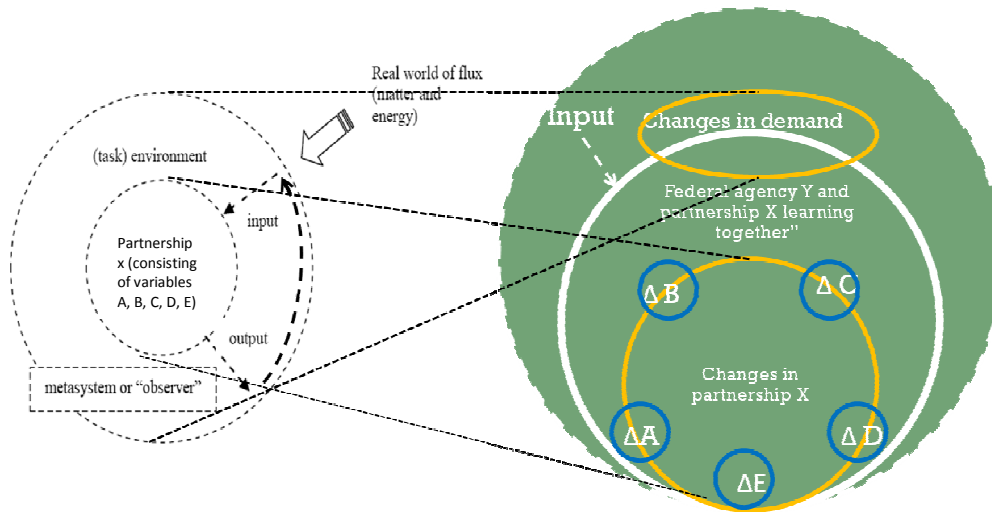 Real world of flux
(matter and
energy)
(task) environment
input
Partnership
x (consisting
of variables
A, B, C, D, E)
output
metasystem or “observer”
Input
Changes in demand
Federal agency Y and
partnership X learning
together"
Δ B
Δ C
Changes in
partnership X
ΔA
Δ D
ΔE